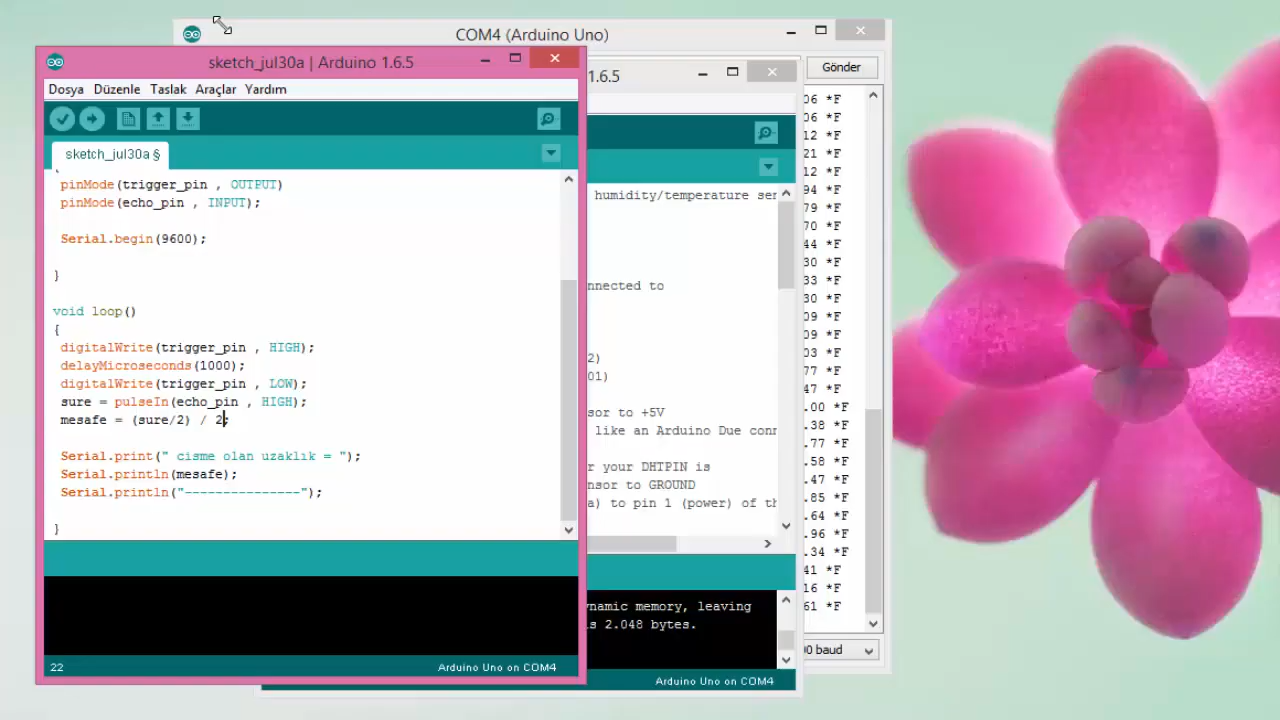 COM4 (Arduino Uno)
sketch_jul30a | Arduino 1.6.5
1.6.5
Gönder
Dosya Düzenle Taslak Araçlar Yardım
sketch_jul30a §
pinMode(trigger_pin , OUTPUT)
pinMode(echo_pin , INPUT);
Serial.begin(9600);
}
void loop()
{
digitalWrite(trigger_pin , HIGH);
delayMicroseconds(1000);
digitalWrite(trigger_pin , LOW);
sure = pulseIn(echo_pin , HIGH);
mesafe = (sure/2) / 2;
Serial.print(" cisme olan uzaklık = ");
Serial.println(mesafe);
Serial.println("---------------");
}
22
Arduino Uno on COM4
humidity/temperature ser
nnected to
2)
01)
sor to +5V
like an Arduino Due conn
r your DHTPIN is
nsor to GROUND
a) to pin 1 (power) of th
ynamic memory, leaving
is 2.048 bytes.
Arduino Uno on COM4
06 *F
06 *F
12 *F
21 *F
12 *F
94 *F
79 *F
70 *F
44 *F
30 *F
33 *F
30 *F
09 *F
09 *F
03 *F
77 *F
47 *F
.00 *F
.38 *F
.77 *F
.58 *F
.47 *F
.85 *F
.64 *F
.96 *F
.34 *F
41 *F
16 *F
61 *F
0 baud